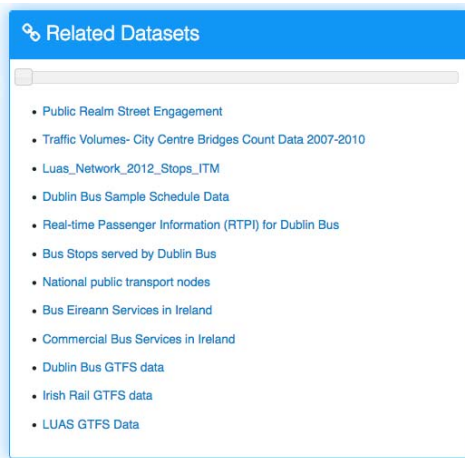 Related Datasets
Public Realm Street Engagement
Traffic Volumes- City Centre Bridges Count Data 2007-2010
Luas_Network_2012_Stops_ITM
Dublin Bus Sample Schedule Data
Real-time Passenger Information (RTPI) for Dublin Bus
Bus Stops served by Dublin Bus
National public transport nodes
Bus Eireann Services in Ireland
Commercial Bus Services in Ireland
Dublin Bus GTFS data
Irish Rail GTFS data
LUAS GTFS Data